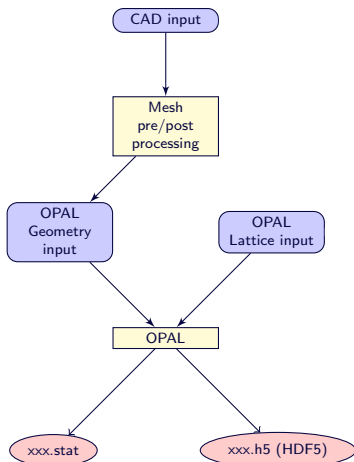 CAD input
Mesh
pre/post
processing
OPAL
Geometry
input
OPAL
Lattice input
OPAL
xxx.stat
xxx.h5 (HDF5)